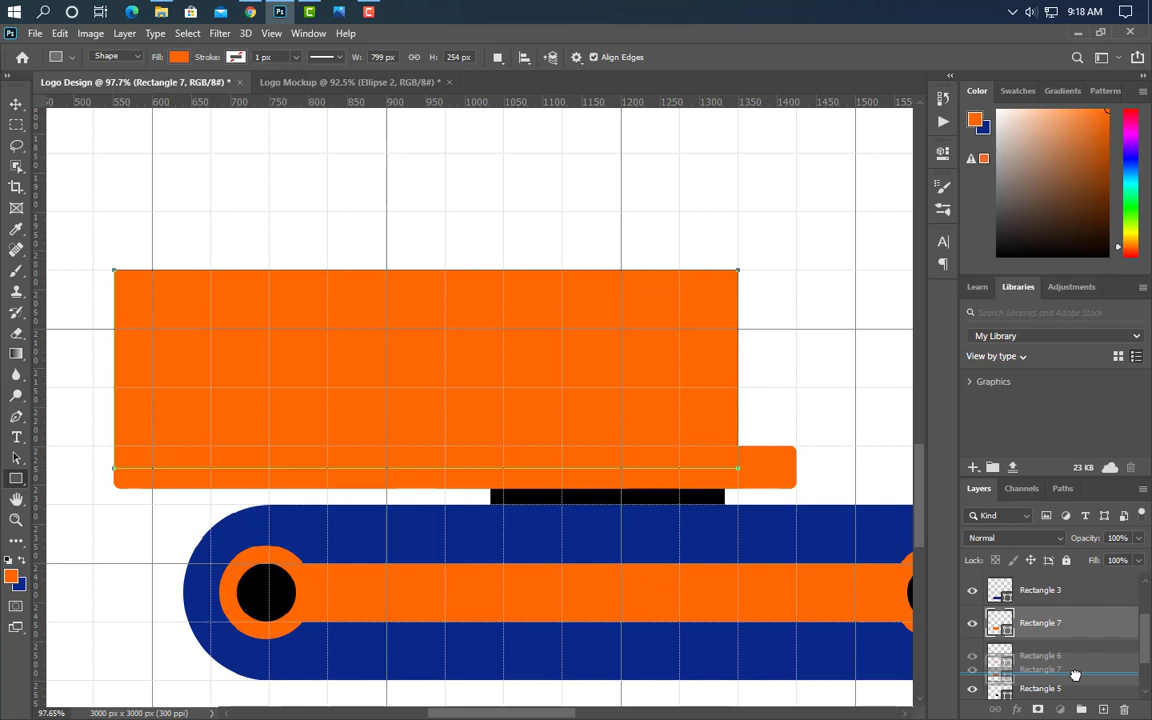 9:18 AM
Ps File Edit Image Layer Type Select Filter 3D View Window Help
Shape Fill: Stroke: 1 px W: 799 px H: 254 px Align Edges
Logo Design @ 97.7% (Rectangle 7, RGB/8#) * × Logo Mockup @ 92.5% (Ellipse 2, RGB/8#) * ×
500 550 600 650 700 750 800 850 900 950 1000 1050 1100 1150 1200 1250 1300 1350 1400 1450 1500 155
Color Swatches Gradients Patterns
Learn Libraries Adjustments
Search libraries and Adobe Stock
My Library
View by type
Graphics
23 KB
Layers Channels Paths
Kind
Normal Opacity: 100%
Lock: Fill: 100%
Rectangle 3
Rectangle 7
Rectangle 6
Rectangle 7
Rectangle 5
97.65% 3000 px x 3000 px (300 ppi)